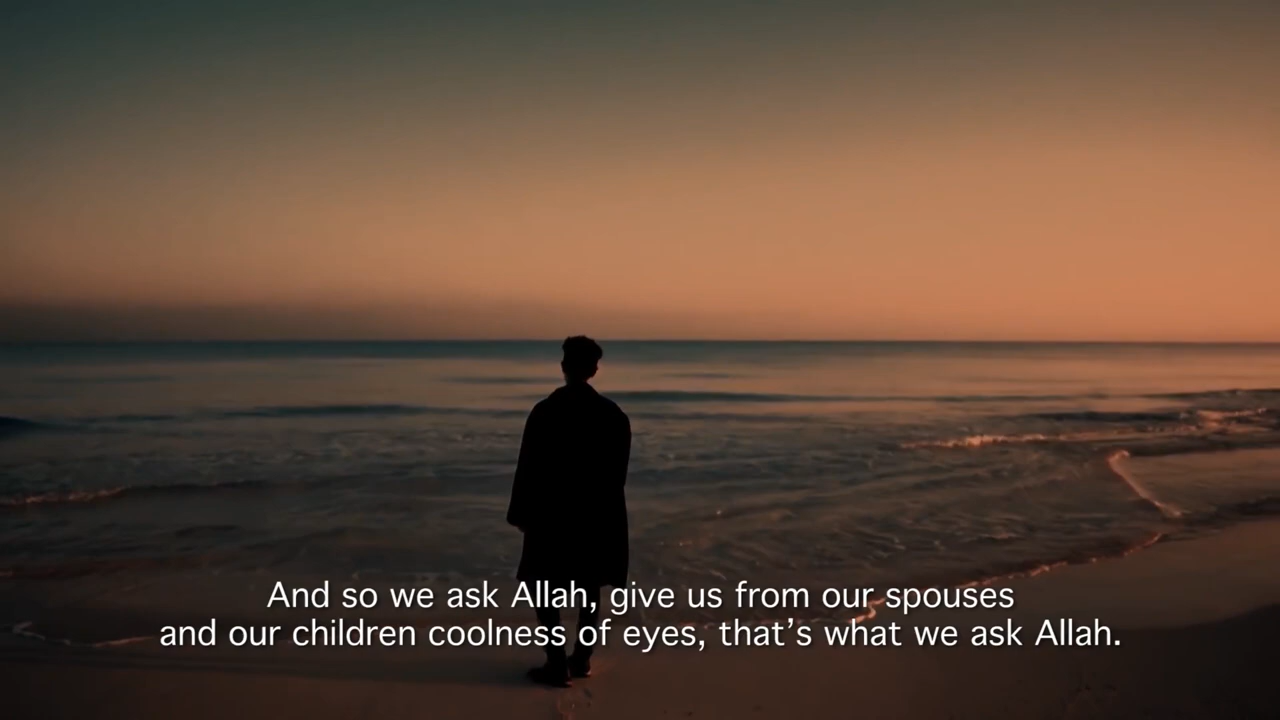 And so we ask Allah, give us from our spouses
and our children coolness of eyes, that’s what we ask Allah.